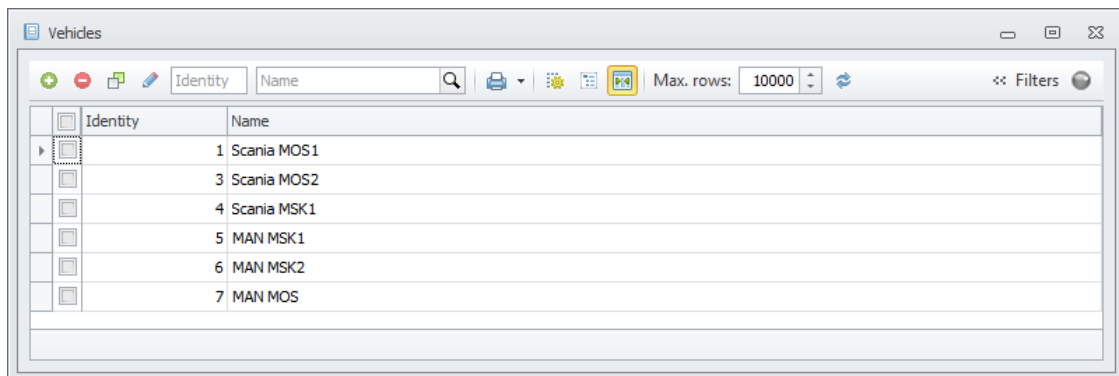 Vehicles
Identity Name Max. rows: 10000 << Filters
Identity Name
1 Scania MOS1
3 Scania MOS2
4 Scania MSK1
5 MAN MSK1
6 MAN MSK2
7 MAN MOS